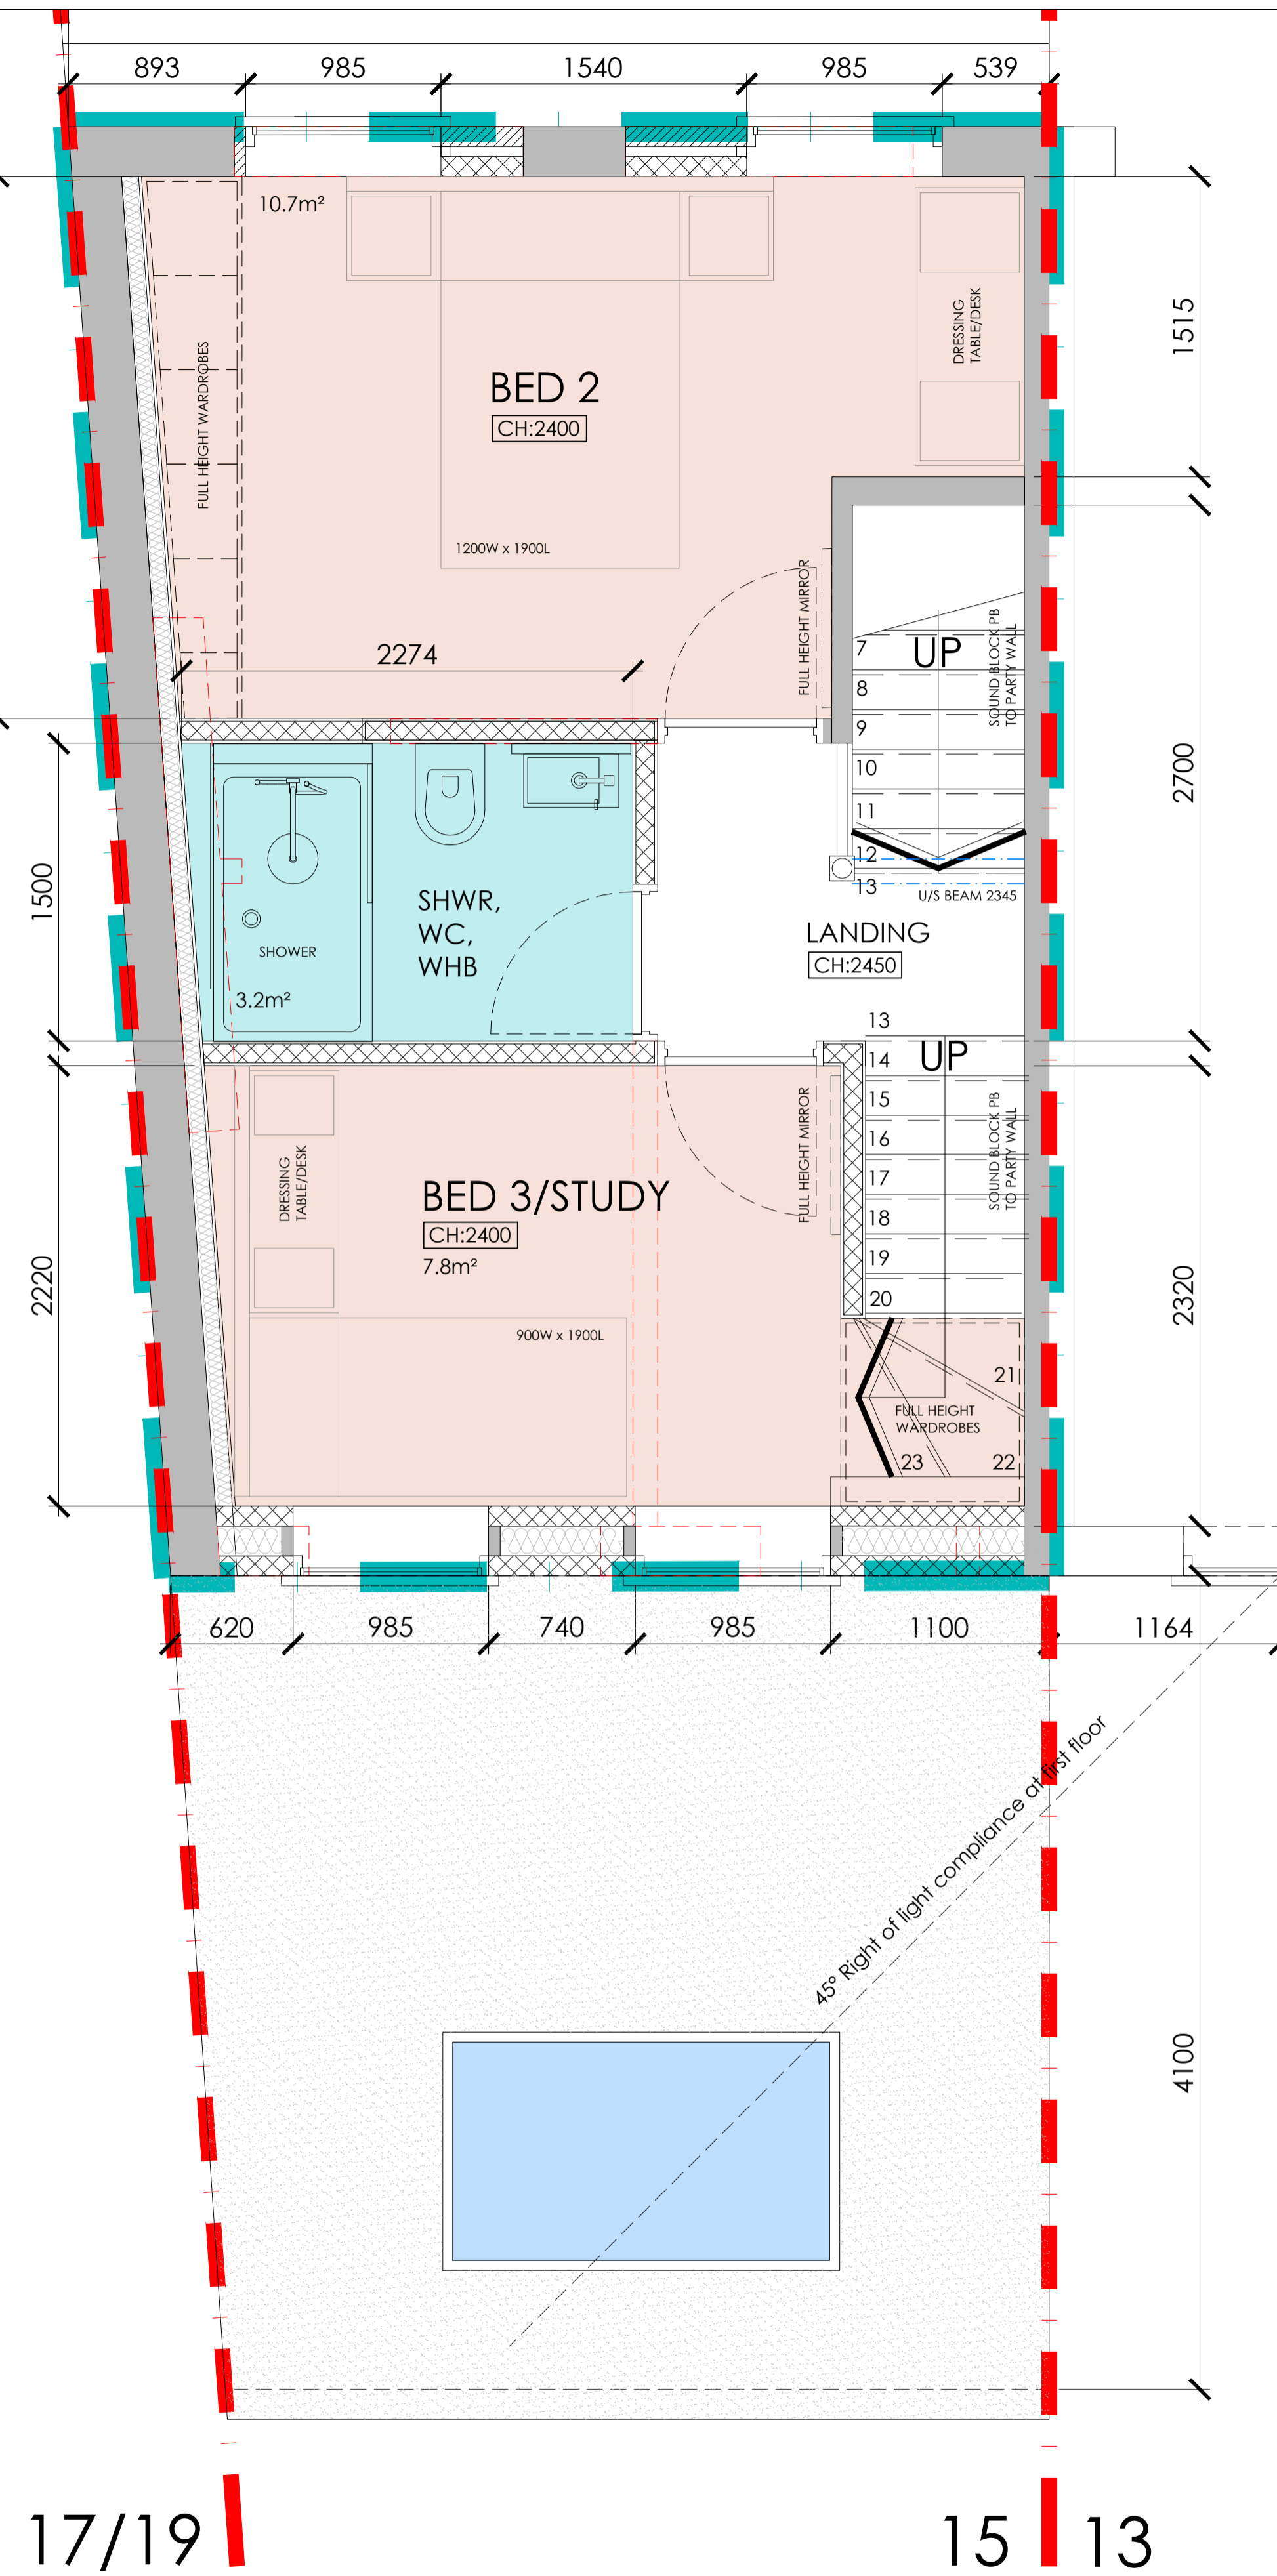 893
985
1540
985
539
10.7m²
FULL HEIGHT WARDROBES
BED 2
CH:2400
DRESSING
TABLE/DESK
1515
1200W x 1900L
FULL HEIGHT MIRROR
2274
7
8
9
10
11
12
13
UP
SOUND BLOCK PB
TO PARTY WALL
U/S BEAM 2345
2700
1500
SHOWER
3.2m²
SHWR,
WC,
WHB
LANDING
CH:2450
13
14
15
16
17
18
19
20
UP
SOUND BLOCK PB
TO PARTY WALL
FULL HEIGHT MIRROR
DRESSING
TABLE/DESK
BED 3/STUDY
CH:2400
7.8m²
2220
2320
900W x 1900L
21
FULL HEIGHT
WARDROBES
23
22
620
985
740
985
1100
1164
45° Right of light compliance at first floor
4100
17/19
15
13